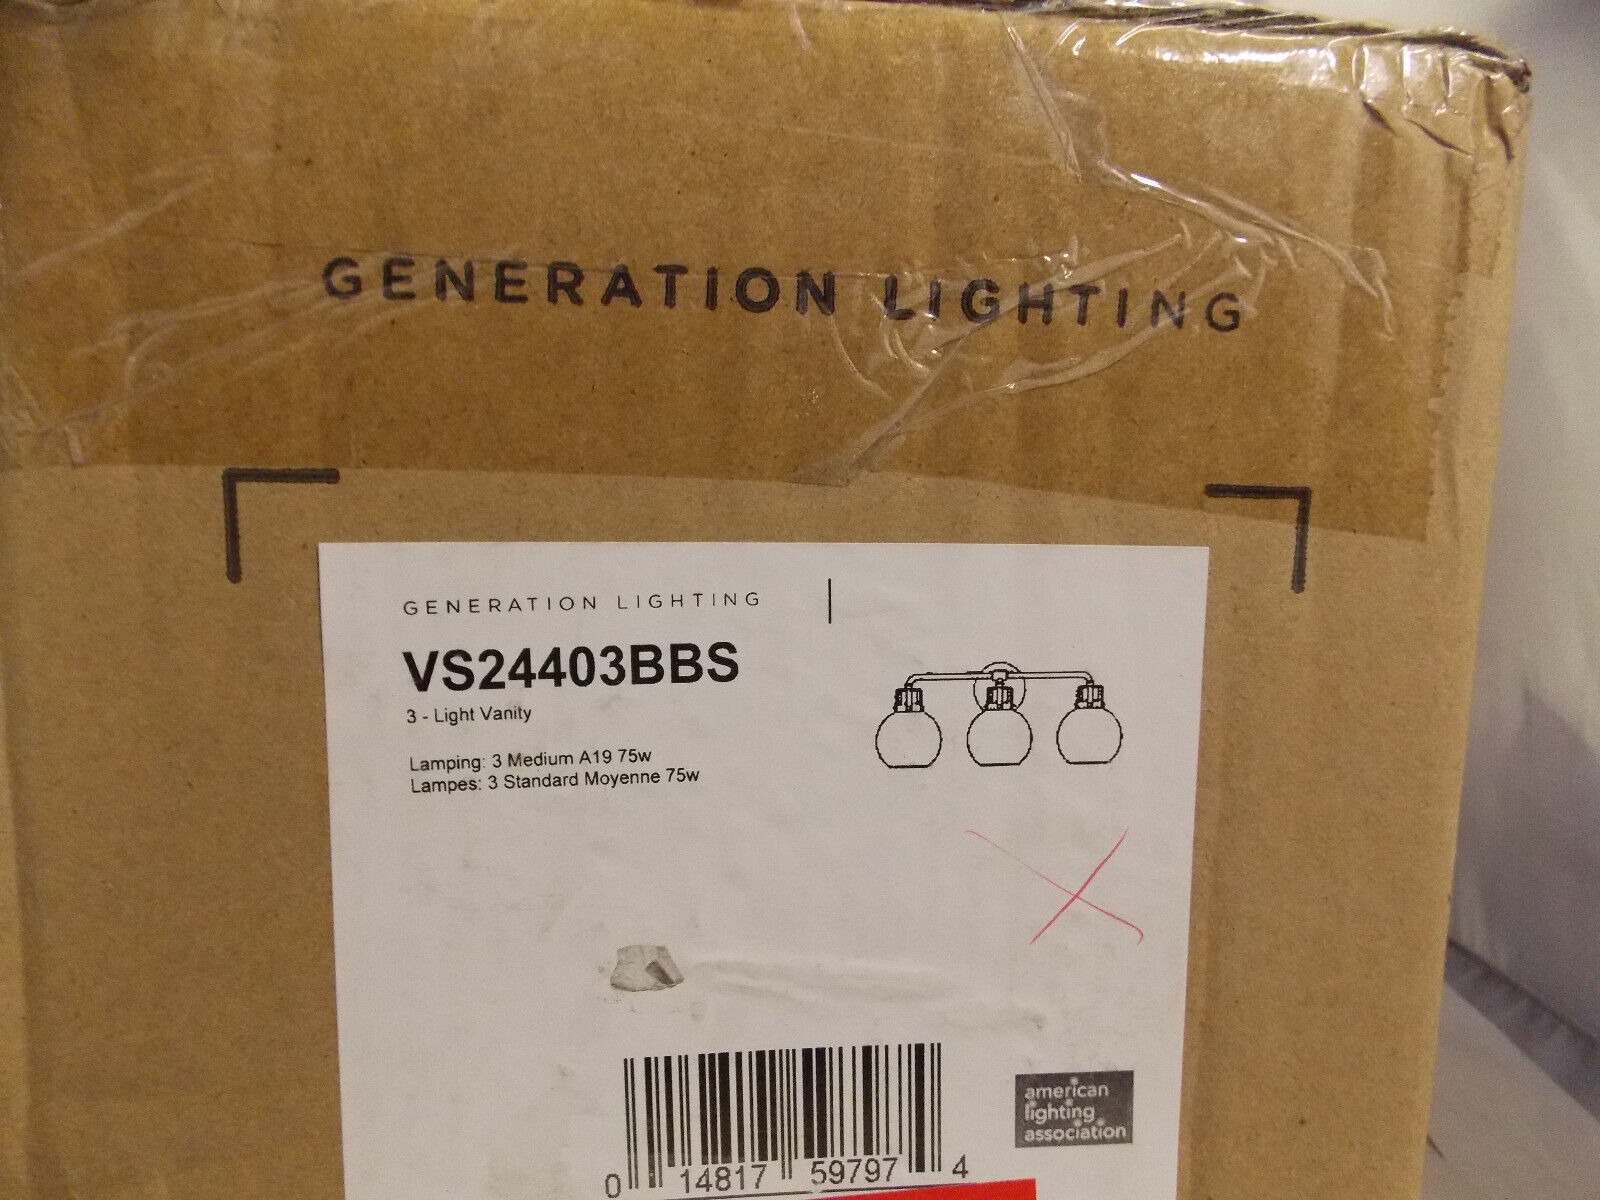 GENERATION LIGHTING
GENERATION LIGHTING
VS24403BBS
3 - Light Vanity
Lamping: 3 Medium A19 75w
Lampes: 3 Standard Moyenne 75w
american
lighting
association
0 14817 59797 4